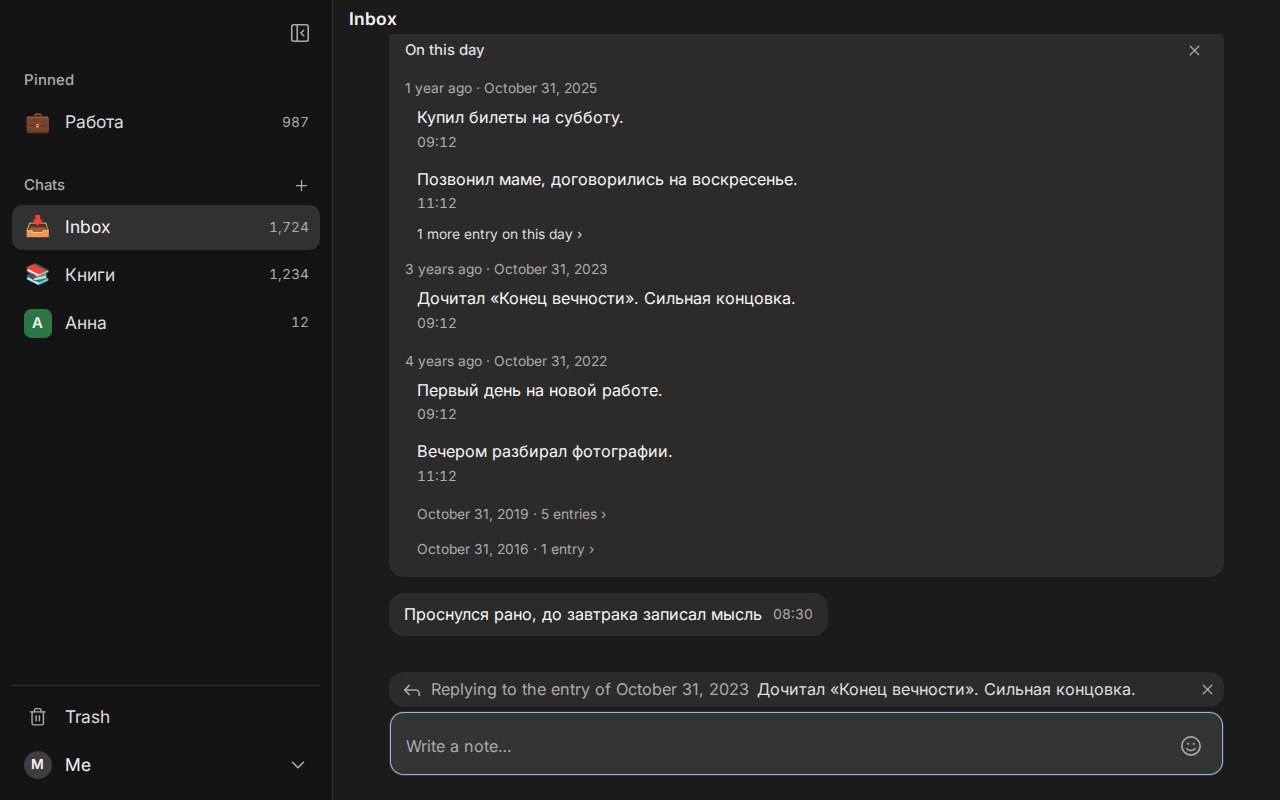 Inbox
Pinned
Работа 987
Chats
Inbox 1,724
Книги 1,234
A Анна 12
Trash
M Me
On this day
1 year ago · October 31, 2025
Купил билеты на субботу.
09:12
Позвонил маме, договорились на воскресенье.
11:12
1 more entry on this day ›
3 years ago · October 31, 2023
Дочитал «Конец вечности». Сильная концовка.
09:12
4 years ago · October 31, 2022
Первый день на новой работе.
09:12
Вечером разбирал фотографии.
11:12
October 31, 2019 · 5 entries ›
October 31, 2016 · 1 entry ›
Проснулся рано, до завтрака записал мысль 08:30
Replying to the entry of October 31, 2023 Дочитал «Конец вечности». Сильная концовка.
Write a note...